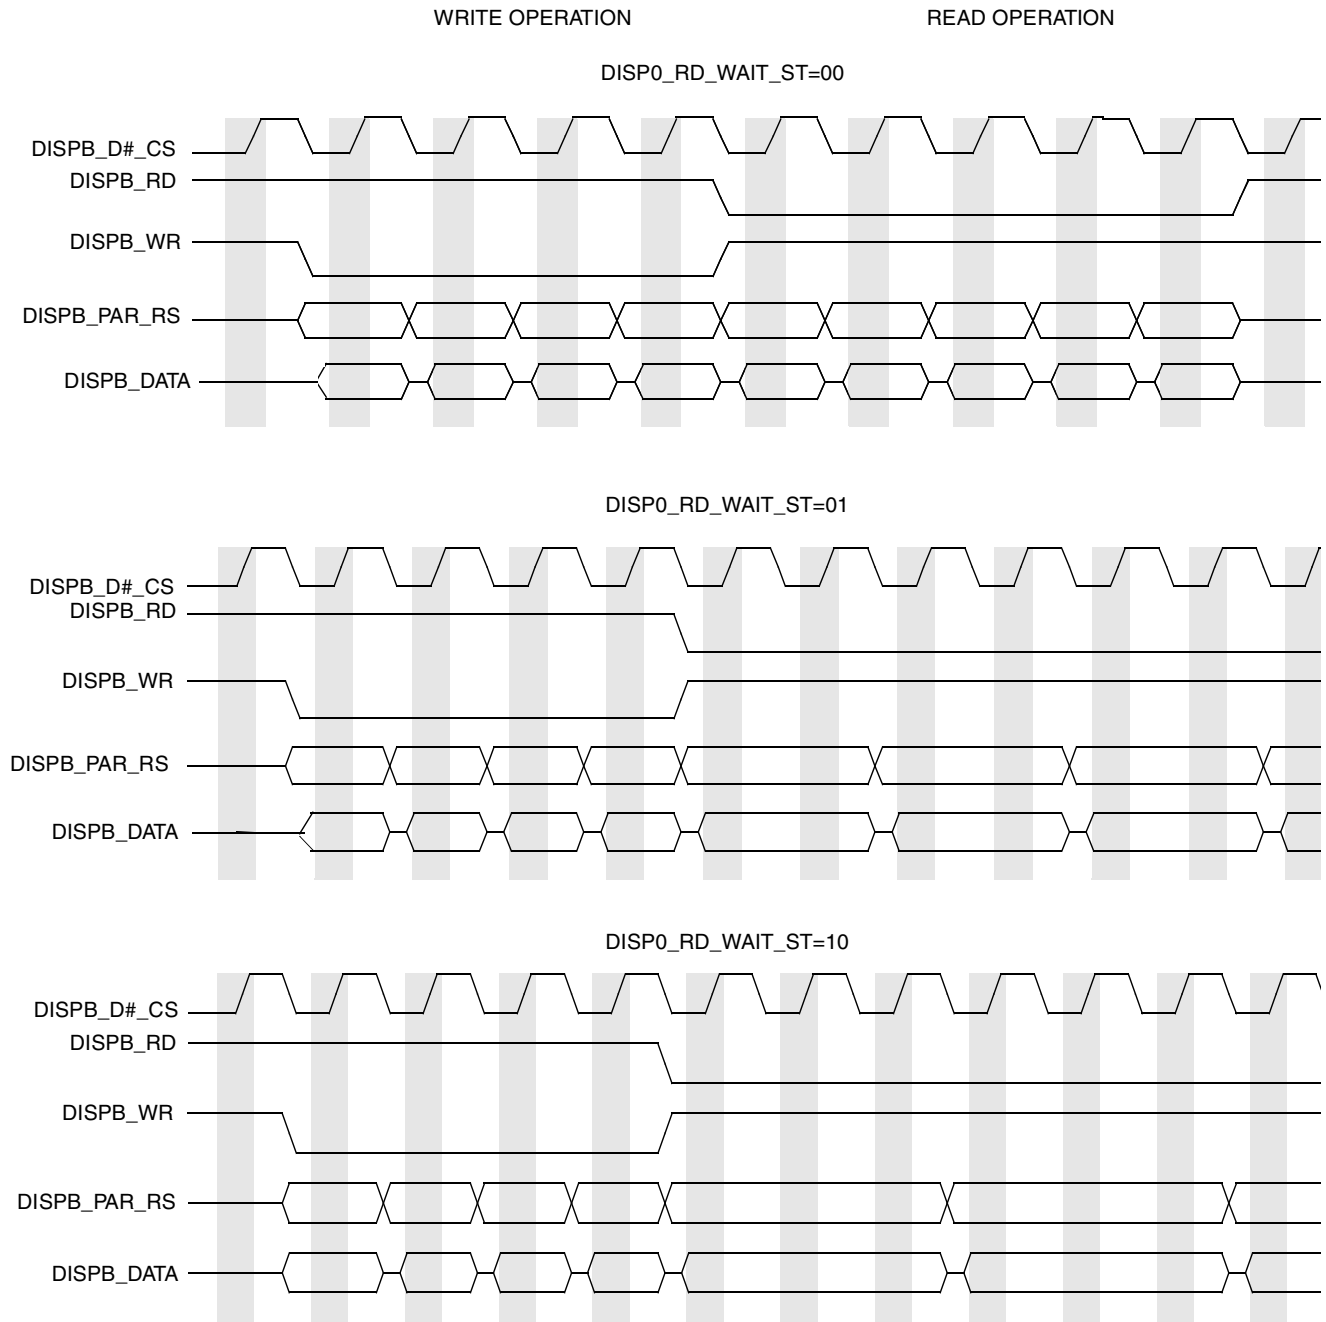 WRITE OPERATION READ OPERATION
DISP0_RD_WAIT_ST=00
DISPB_D#_CS
DISPB_RD
DISPB_WR
DISPB_PAR_RS
DISPB_DATA
DISP0_RD_WAIT_ST=01
DISPB_D#_CS
DISPB_RD
DISPB_WR
DISPB_PAR_RS
DISPB_DATA
DISP0_RD_WAIT_ST=10
DISPB_D#_CS
DISPB_RD
DISPB_WR
DISPB_PAR_RS
DISPB_DATA